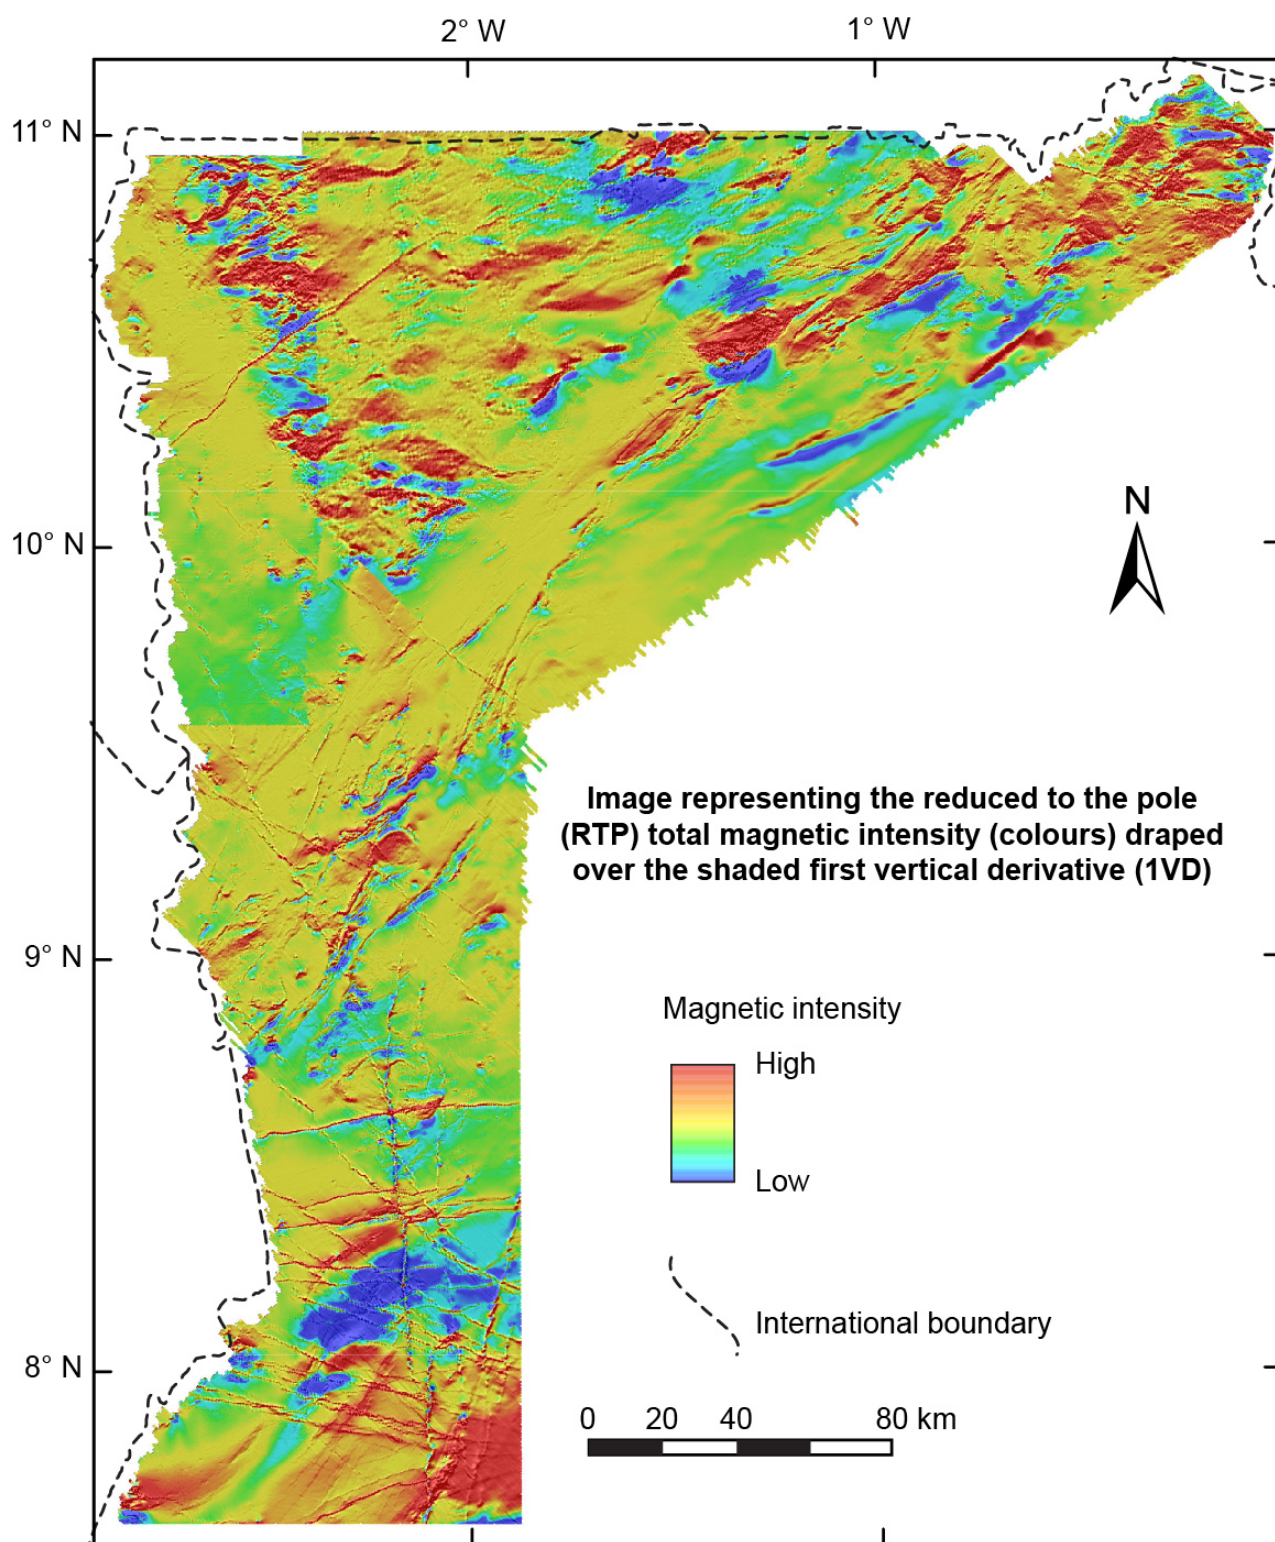 2° W
1° W
11° N
10° N
N
Image representing the reduced to the pole
(RTP) total magnetic intensity (colours) draped
over the shaded first vertical derivative (1VD)
9° N
Magnetic intensity
High
Low
International boundary
8° N
0 20 40 80 km